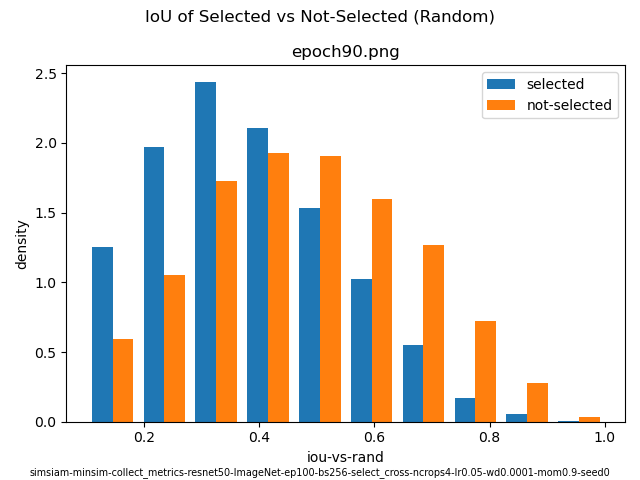 IoU of Selected vs Not-Selected (Random)
epoch90.png
selected
not-selected
2.5
2.0
1.5
1.0
0.5
0.0
density
0.2 0.4 0.6 0.8 1.0
iou-vs-rand
simsiam-minsim-collect_metrics-resnet50-ImageNet-ep100-bs256-select_cross-ncrops4-lr0.05-wd0.0001-mom0.9-seed0